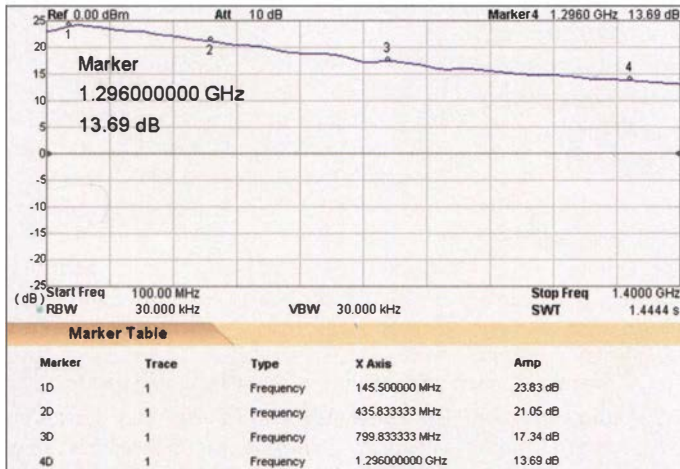 Ref 0.00 dBm Att 10 dB Marker4 1.2960 GHz 13.69 dB
25
20
15
10
5
0
-5
-10
-15
-20
-25
1
2
3
4
Marker
1.296000000 GHz
13.69 dB
(dB)
Start Freq 100.00 MHz Stop Freq 1.4000 GHz
RBW 30.000 kHz VBW 30.000 kHz SWT 1.4444 s
Marker Table
Marker Trace Type X Axis Amp
1D 1 Frequency 145.500000 MHz 23.83 dB
2D 1 Frequency 435.833333 MHz 21.05 dB
3D 1 Frequency 799.833333 MHz 17.34 dB
4D 1 Frequency 1.296000000 GHz 13.69 dB